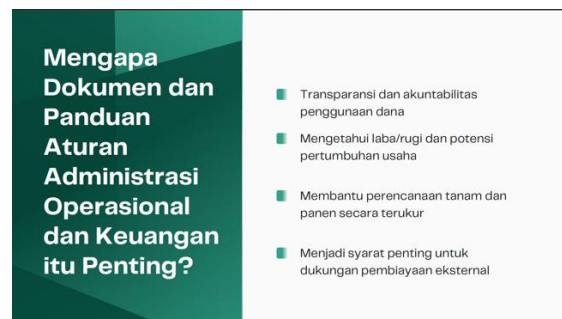 Mengapa
Dokumen dan
Panduan
Aturan
Administrasi
Operasional
dan Keuangan
itu Penting?
Transparansi dan akuntabilitas
penggunaan dana
Mengetahui laba/rugi dan potensi
pertumbuhan usaha
Membantu perencanaan tanam dan
panen secara terukur
Menjadi syarat penting untuk
dukungan pembiayaan eksternal